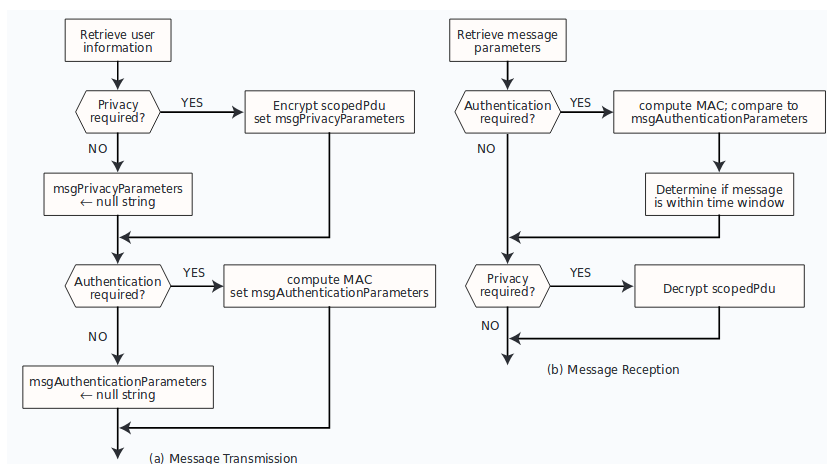 Retrieve user
information
Privacy
required?
YES
Encrypt scopedPdu
set msgPrivacyParameters
NO
msgPrivacyParameters
← null string
Authentication
required?
YES
compute MAC
set msgAuthenticationParameters
NO
msgAuthenticationParameters
← null string
(a) Message Transmission
Retrieve message
parameters
Authentication
required?
YES
compute MAC; compare to
msgAuthenticationParameters
NO
Determine if message
is within time window
Privacy
required?
YES
Decrypt scopedPdu
NO
(b) Message Reception